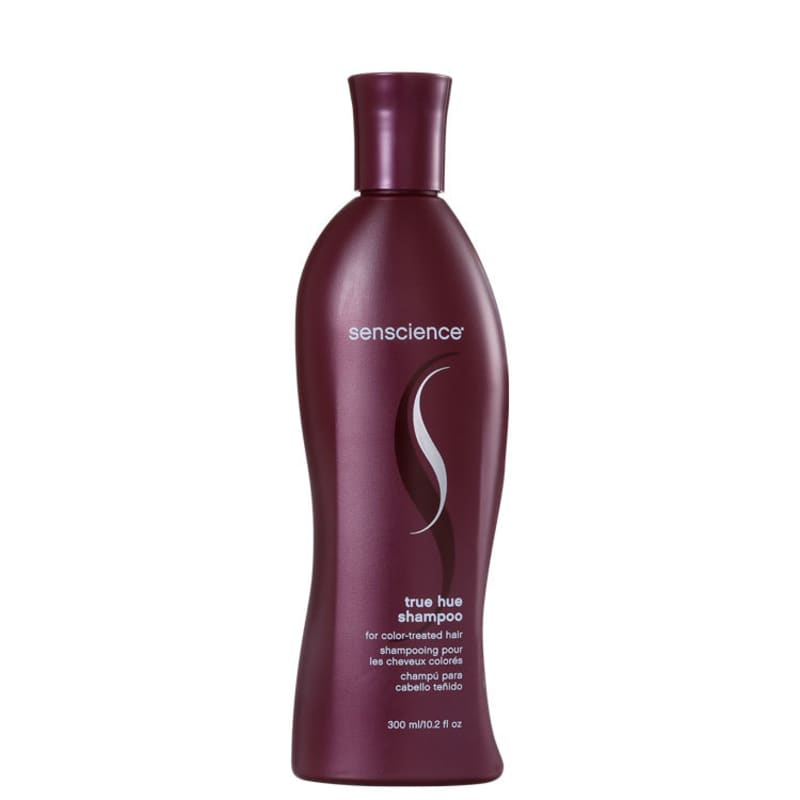 senscience
true hue
shampoo
for color-treated hair
shampooing pour
les cheveux colorés
champú para
cabello teñido
300 ml/10.2 fl oz